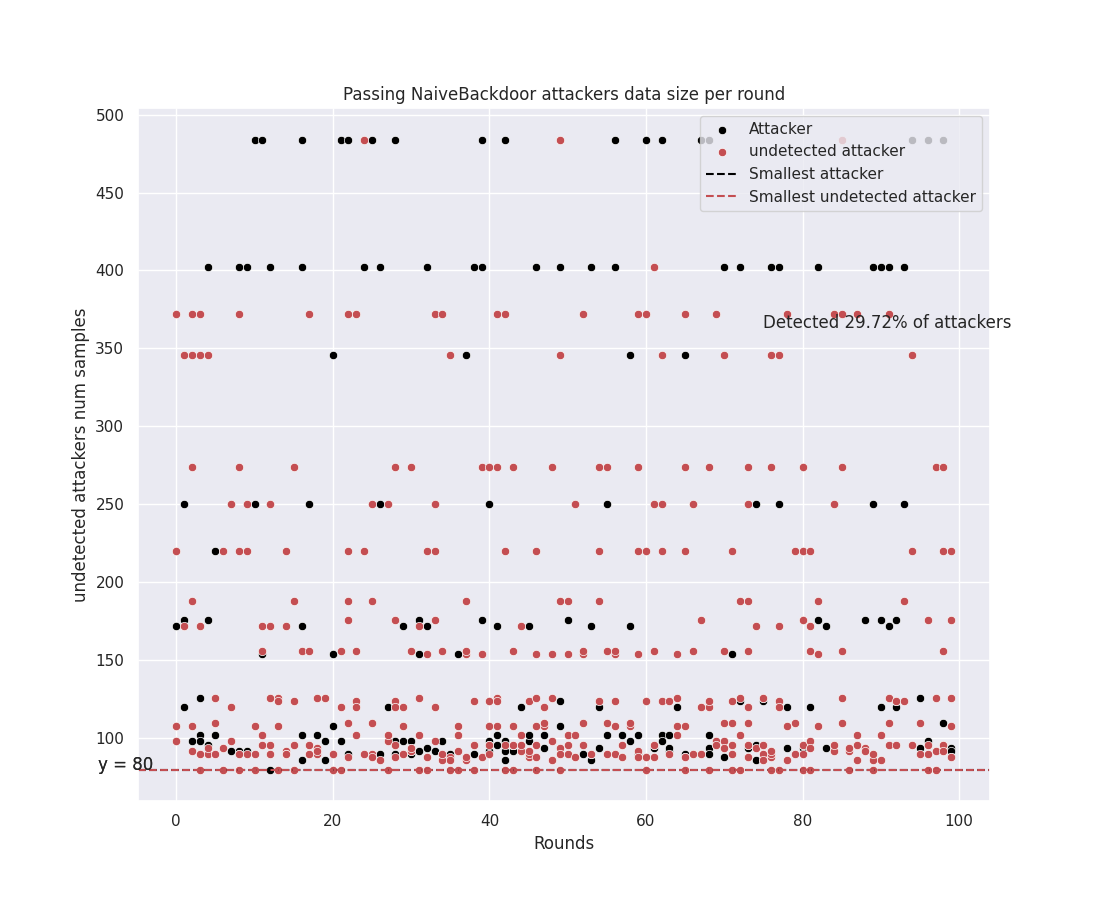 Passing NaiveBackdoor attackers data size per round
500
450
400
350
300
250
200
150
100
undetected attackers num samples
Attacker
undetected attacker
Smallest attacker
Smallest undetected attacker
Detected 29.72% of attackers
y = 80
0
20
40
60
80
100
Rounds